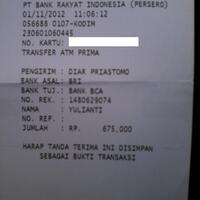 PT BANK RAKYAT INDONESIA (PERSERO)
01/11/2012 11:06:12
056688 0107-KODIM
230601060445
NO. KARTU:
TRANSFER ATM PRIMA
PENGIRIM : DIAR PRIASTOMO
BANK ASAL: BRI
BANK TUJ.: BANK BCA
NO. REK. : 1480629074
NAMA : YULIANTI
NO. REF. :
JUMLAH : RP. 675,000
HARAP TANDA TERIMA INI DISIMPAN
SEBAGAI BUKTI TRANSAKSI